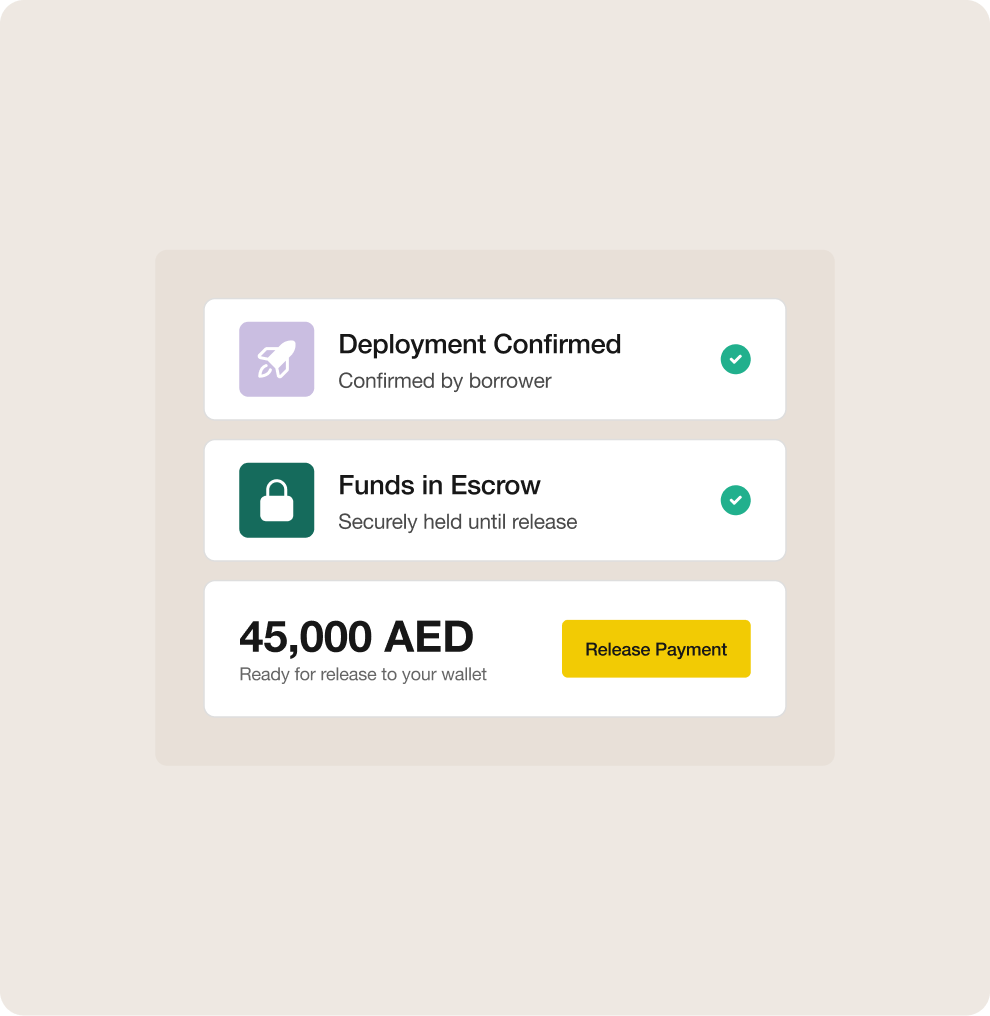 Deployment Confirmed
Confirmed by borrower
Funds in Escrow
Securely held until release
45,000 AED
Ready for release to your wallet
Release Payment